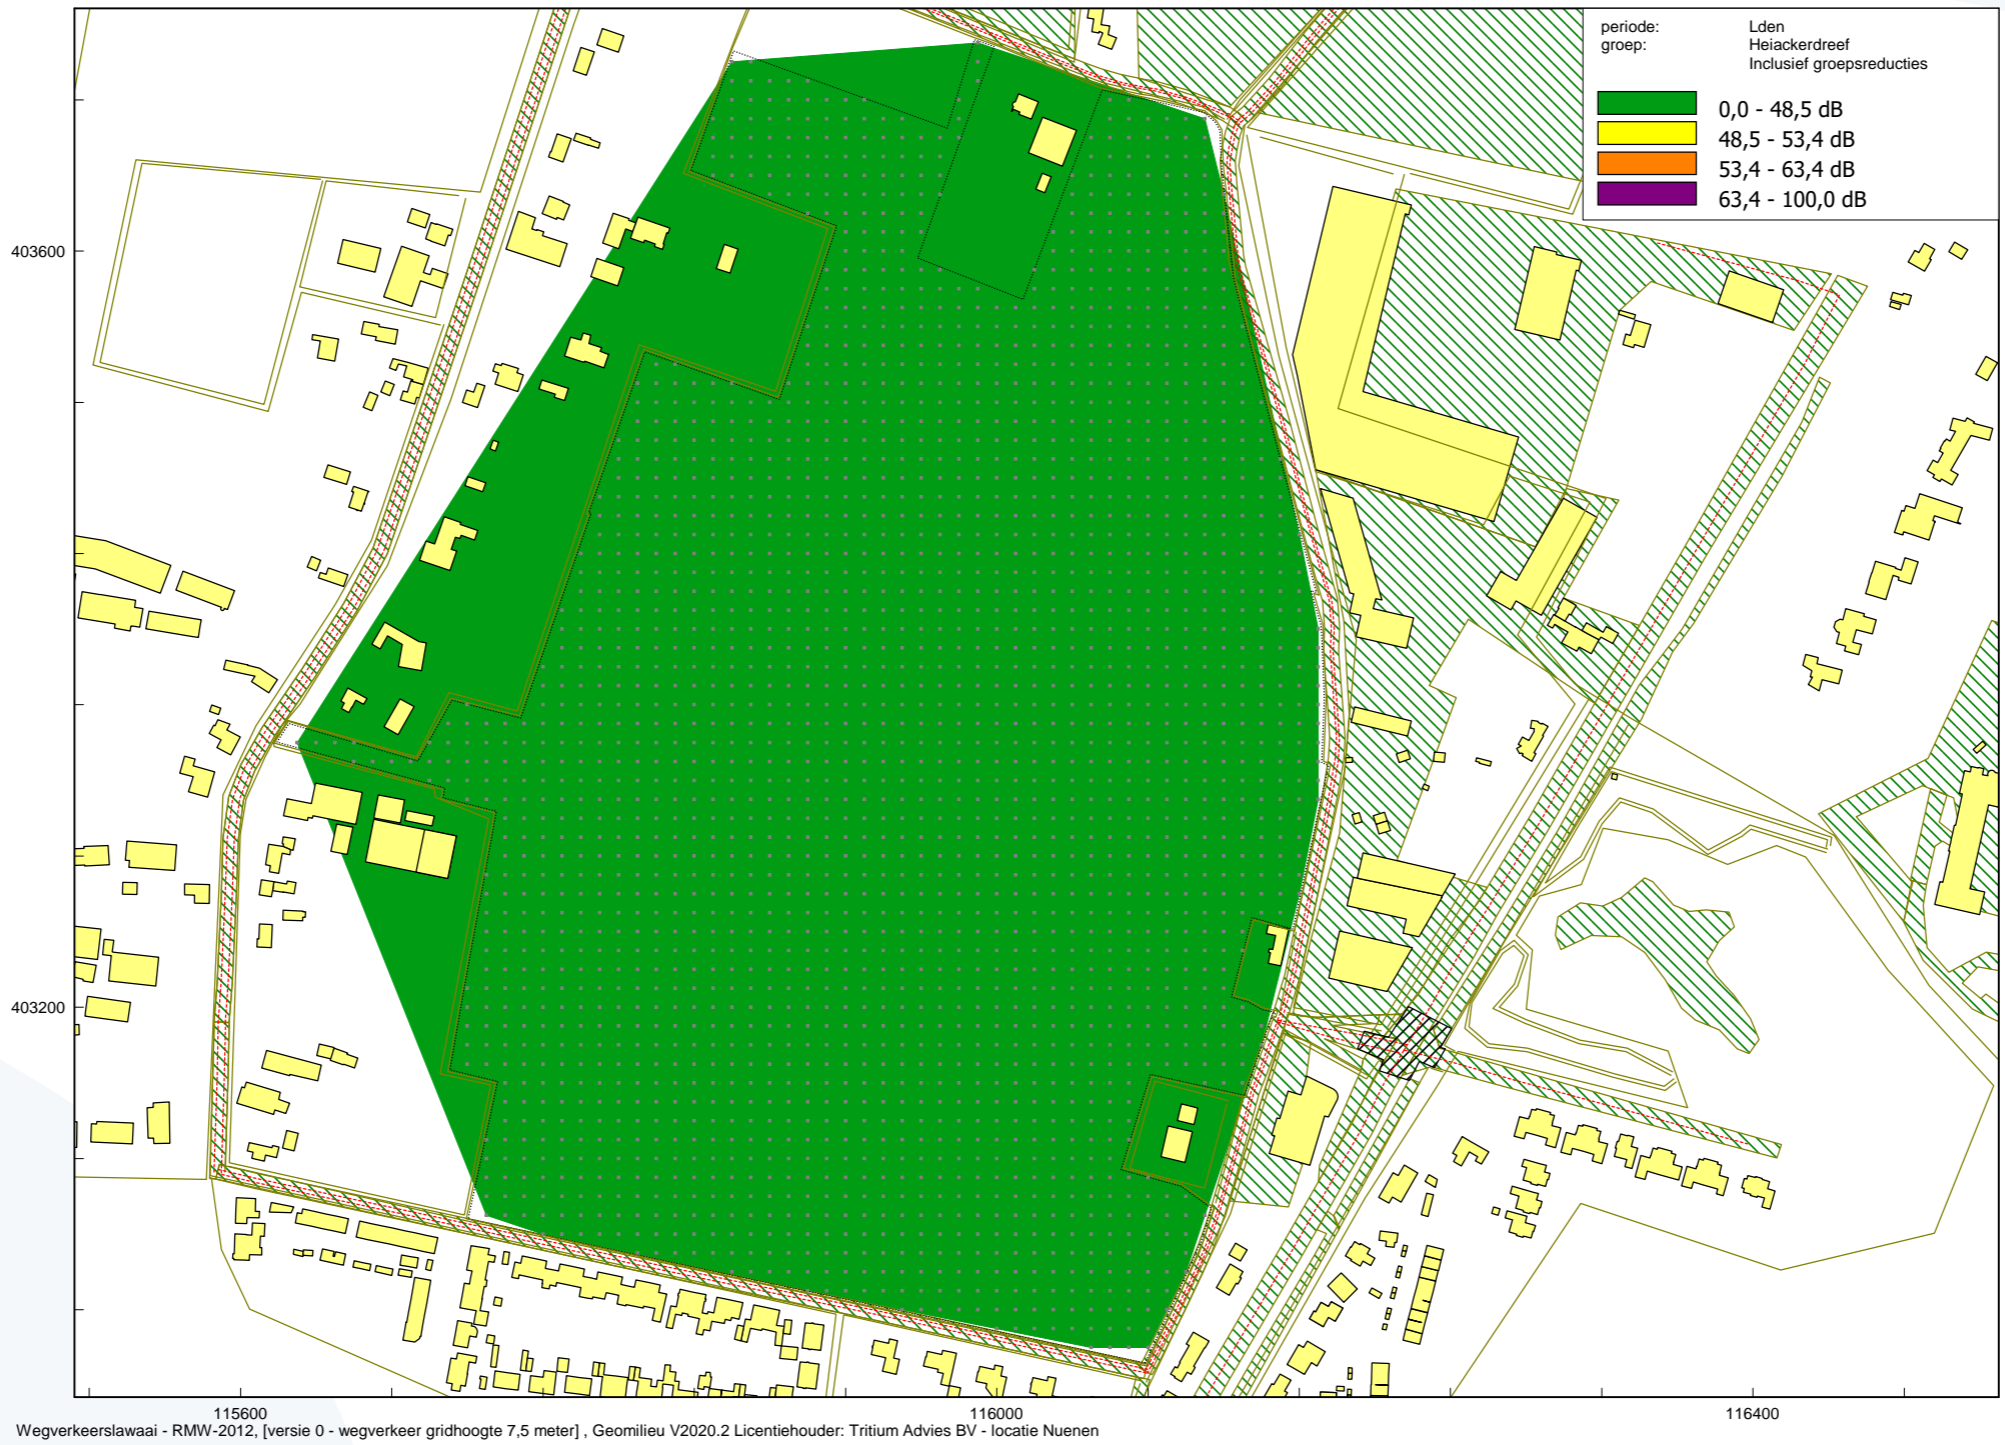 periode: Lden
groep: Heiackerdreef
Inclusief groepsreducties
0,0 - 48,5 dB
48,5 - 53,4 dB
53,4 - 63,4 dB
63,4 - 100,0 dB
403600
403200
115600 116000 116400
Wegverkeerslawaai - RMW-2012, [versie 0 - wegverkeer gridhoogte 7,5 meter] , Geomilieu V2020.2 Licentiehouder: Tritium Advies BV - locatie Nuenen